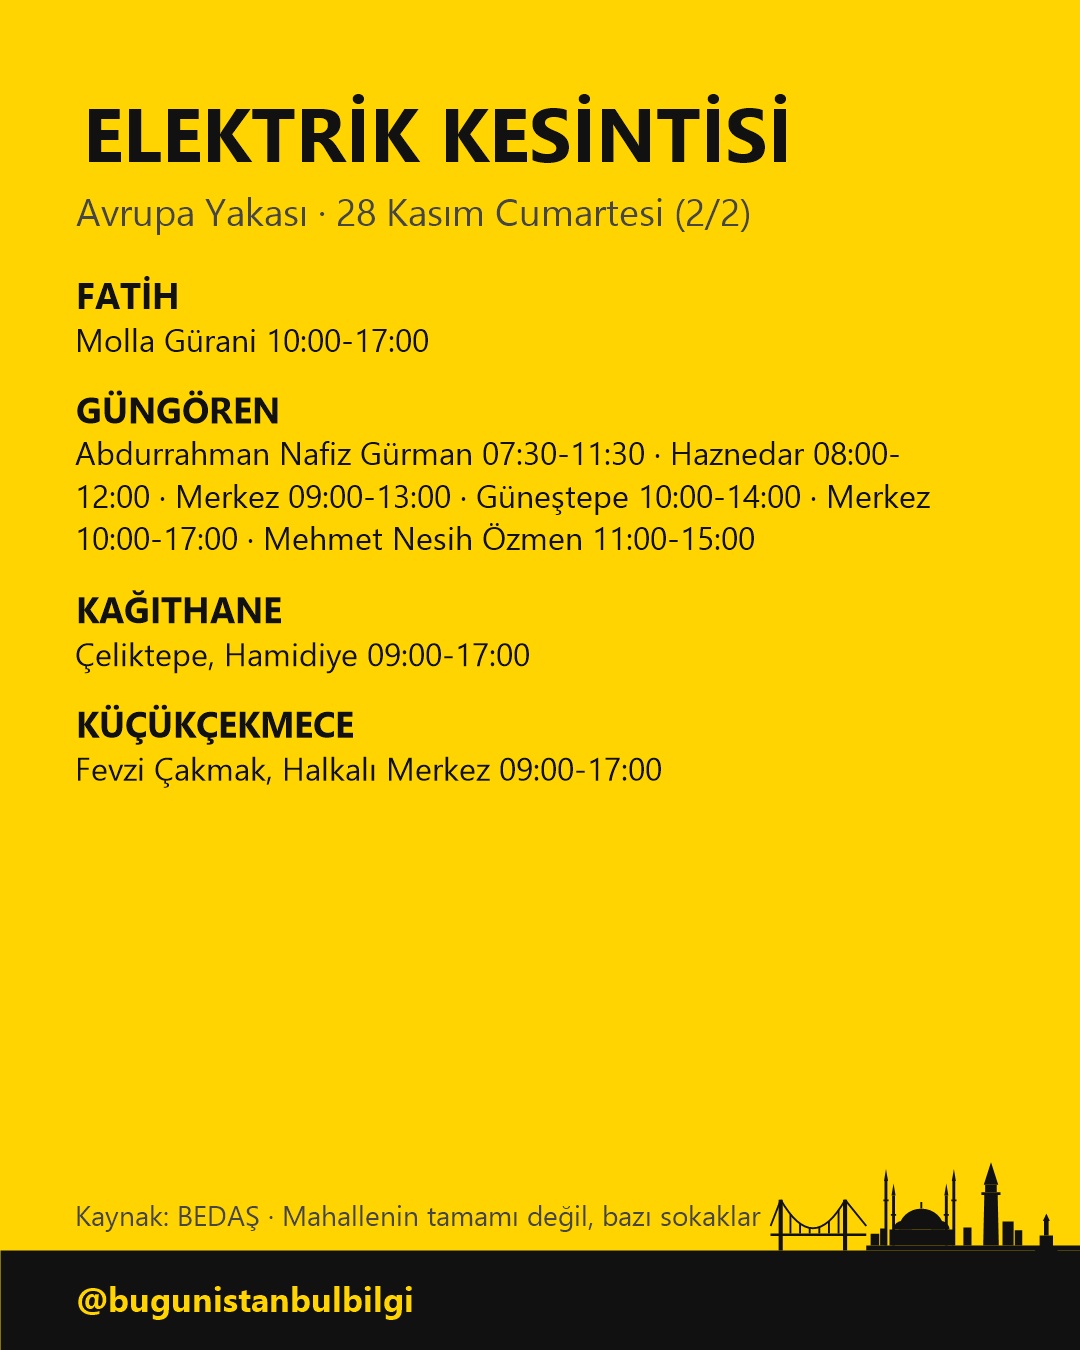 ELEKTRİK KESİNTİSİ
Avrupa Yakası · 28 Kasım Cumartesi (2/2)
FATİH
Molla Gürani 10:00-17:00
GÜNGÖREN
Abdurrahman Nafiz Gürman 07:30-11:30 · Haznedar 08:00-
12:00 · Merkez 09:00-13:00 · Güneştepe 10:00-14:00 · Merkez
10:00-17:00 · Mehmet Nesih Özmen 11:00-15:00
KAĞITHANE
Çeliktepe, Hamidiye 09:00-17:00
KÜÇÜKÇEKMECE
Fevzi Çakmak, Halkalı Merkez 09:00-17:00
Kaynak: BEDAŞ · Mahallenin tamamı değil, bazı sokaklar
@bugunistanbulbilgi